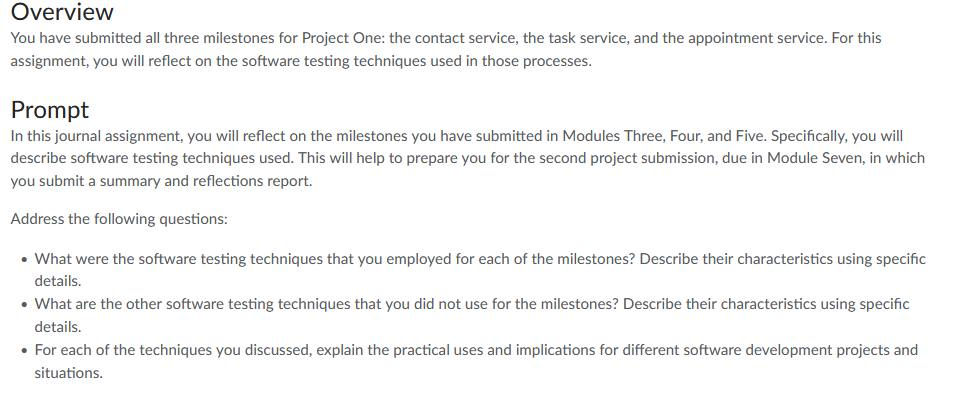 Overview
You have submitted all three milestones for Project One: the contact service, the task service, and the appointment service. For this
assignment, you will reflect on the software testing techniques used in those processes.
Prompt
In this journal assignment, you will reflect on the milestones you have submitted in Modules Three, Four, and Five. Specifically, you will
describe software testing techniques used. This will help to prepare you for the second project submission, due in Module Seven, in which
you submit a summary and reflections report.
Address the following questions:
• What were the software testing techniques that you employed for each of the milestones? Describe their characteristics using specific
details.
• What are the other software testing techniques that you did not use for the milestones? Describe their characteristics using specific
details.
• For each of the techniques you discussed, explain the practical uses and implications for different software development projects and
situations.